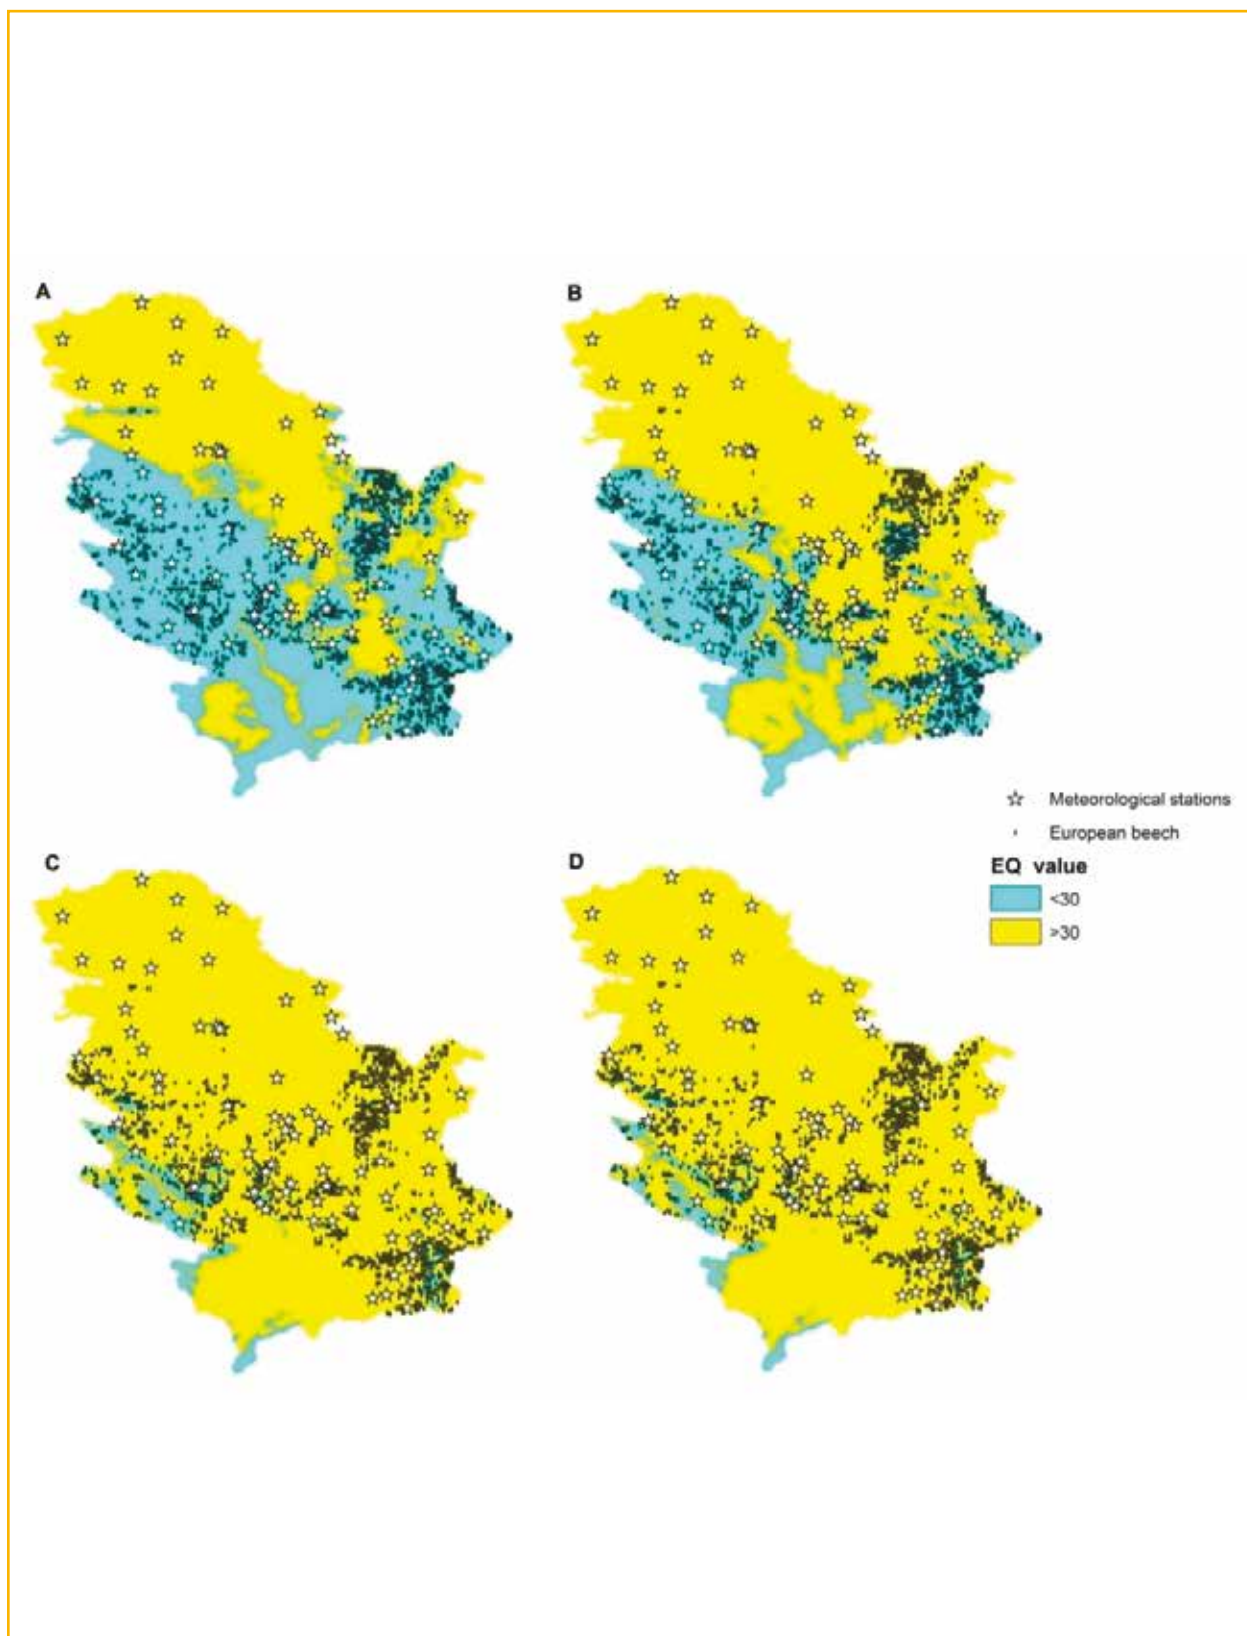 A
B
Meteorological stations
European beech
C
D
EQ value
<30
>30